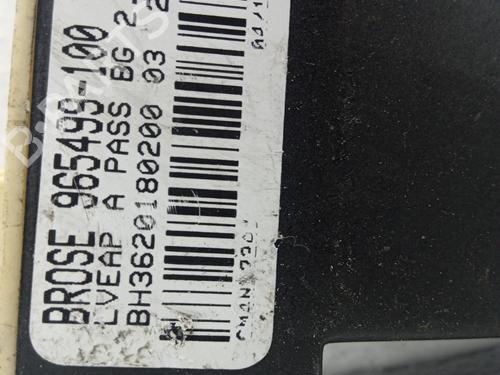 BROSE 965499-100
LVEAP A PASS BG 2
BH3620180200 03 2